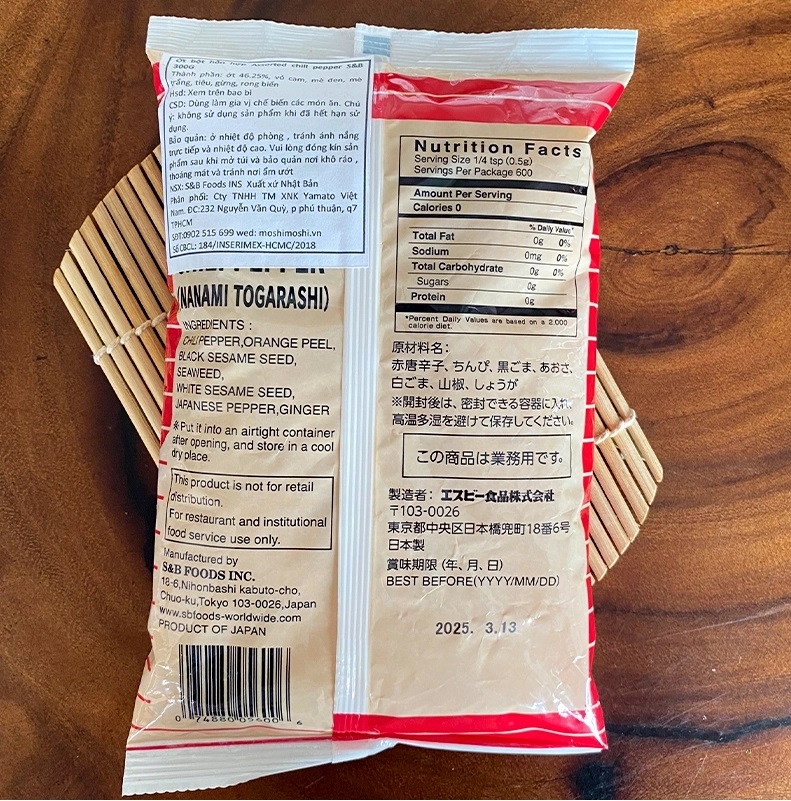 Ớt bột hỗn hợp Assorted chili pepper S&B
300G
Thành phần: ớt 46.25%, vỏ cam, mè đen, mè
trắng, tiêu, gừng, rong biển
Hsd: Xem trên bao bì
CSD: Dùng làm gia vị chế biến các món ăn. Chú
ý: không sử dụng sản phẩm khi đã hết hạn sử
dụng.
Bảo quản: ở nhiệt độ phòng , tránh ánh nắng
trực tiếp và nhiệt độ cao. Vui lòng đóng kín sản
phẩm sau khi mở túi và bảo quản nơi khô ráo ,
thoáng mát và tránh nơi ẩm ướt
NSX: S&B Foods INS Xuất xứ Nhật Bản
Phân phối: Cty TNHH TM XNK Yamato Việt
Nam. ĐC:232 Nguyễn Văn Quỳ, p phú thuận, q7
TPHCM
SĐT:0902 515 699 wed: moshimoshi.vn
Số CBCL: 184/INSERIMEX-HCMC/2018
(NANAMI TOGARASHI)
INGREDIENTS :
CHILI PEPPER,ORANGE PEEL,
BLACK SESAME SEED,
SEAWEED,
WHITE SESAME SEED,
JAPANESE PEPPER,GINGER
※Put it into an airtight container
after opening, and store in a cool
dry place.
This product is not for retail
distribution.
For restaurant and institutional
food service use only.
Manufactured by
S&B FOODS INC.
18-6,Nihonbashi kabuto-cho,
Chuo-ku,Tokyo 103-0026,Japan
www.sbfoods-worldwide.com
PRODUCT OF JAPAN
0 74880 02400 6
Nutrition Facts
Serving Size 1/4 tsp (0.5g)
Servings Per Package 600
Amount Per Serving
Calories 0
% Daily Value*
Total Fat 0g 0%
Sodium 0mg 0%
Total Carbohydrate 0g 0%
Sugars 0g
Protein 0g
*Percent Daily Values are based on a 2,000
calorie diet.
原材料名：
赤唐辛子、ちんぴ、黒ごま、あおさ、
白ごま、山椒、しょうが
※開封後は、密封できる容器に入れ、
高温多湿を避けて保存してください。
この商品は業務用です。
製造者：エスビー食品株式会社
〒103-0026
東京都中央区日本橋兜町18番6号
日本製
賞味期限（年、月、日）
BEST BEFORE(YYYY/MM/DD)
2025. 3.13